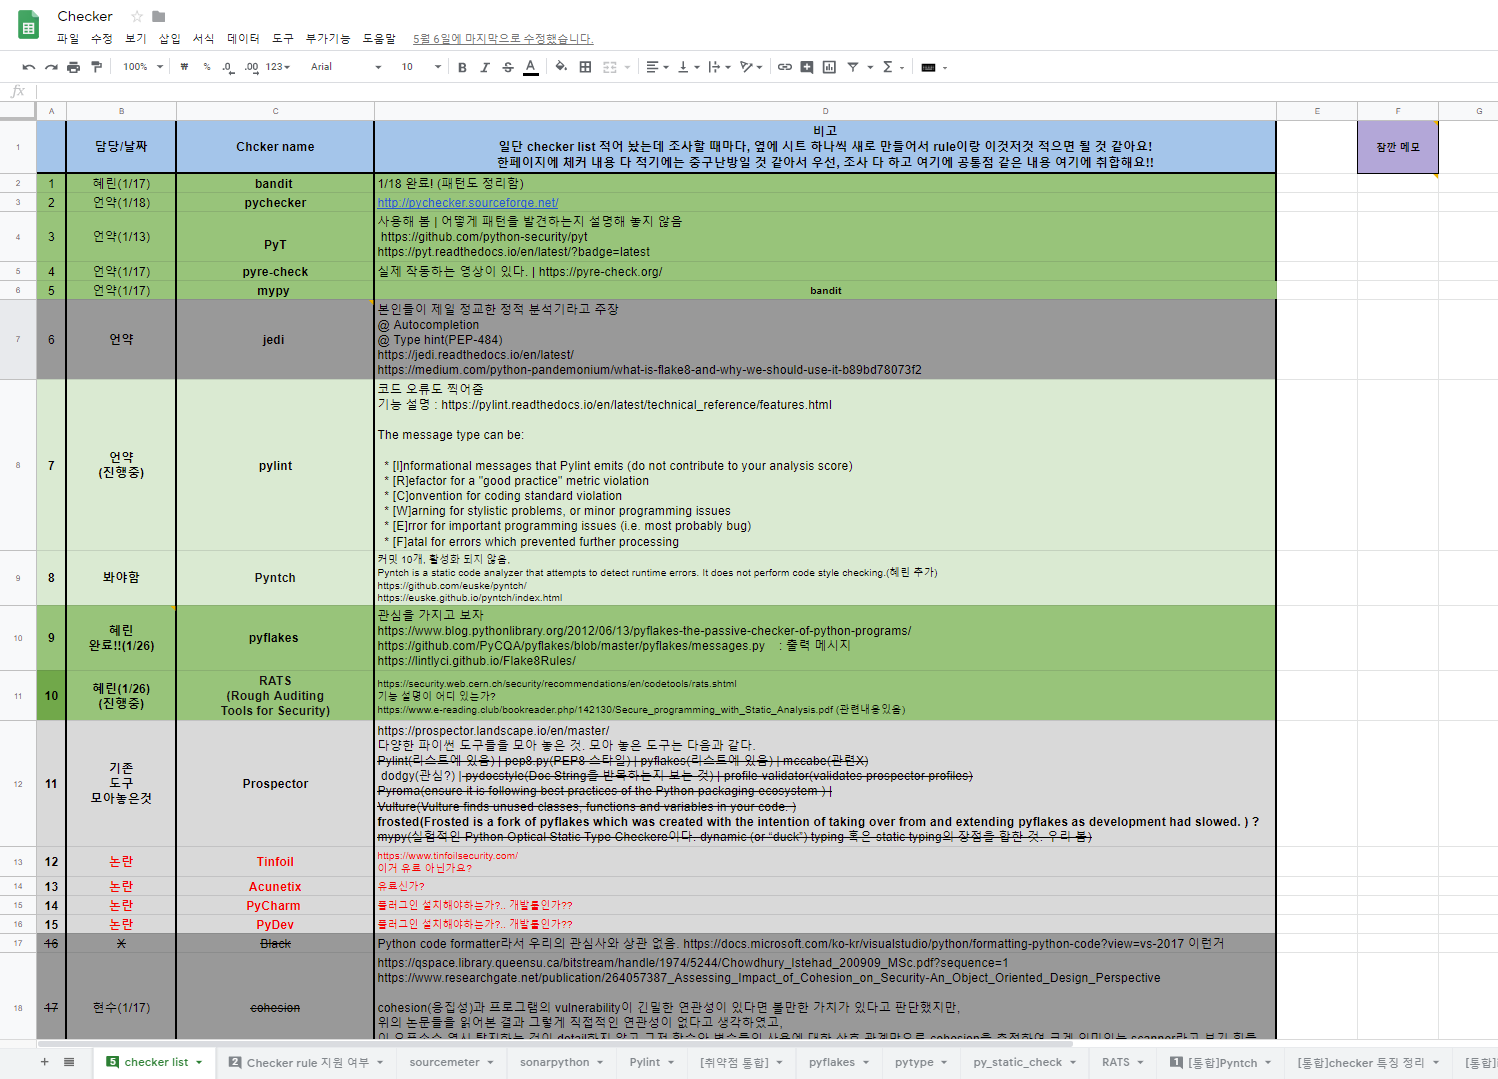 Checker
파일 수정 보기 삽입 서식 데이터 도구 부가기능 도움말 5월 6일에 마지막으로 수정했습니다.
100% ₩ % .0 .00 123 Arial 10 B I S A
fx
A B C D E F G
1 담당/날짜 Chcker name 비고
일단 checker list 적어 놨는데 조사할 때마다, 옆에 시트 하나씩 새로 만들어서 rule이랑 이것저것 적으면 될 것 같아요!
한페이지에 체커 내용 다 적기에는 중구난방일 것 같아서 우선, 조사 다 하고 여기에 공통점 같은 내용 여기에 취합해요!!
잠깐 메모
2 1 혜린(1/17) bandit 1/18 완료! (패턴도 정리함)
3 2 언약(1/18) pychecker http://pychecker.sourceforge.net/
4 3 언약(1/13) PyT 사용해 봄 | 어떻게 패턴을 발견하는지 설명해 놓지 않음
https://github.com/python-security/pyt
https://pyt.readthedocs.io/en/latest/?badge=latest
5 4 언약(1/17) pyre-check 실제 작동하는 영상이 있다. | https://pyre-check.org/
6 5 언약(1/17) mypy bandit
7 6 언약 jedi 본인들이 제일 정교한 정적 분석기라고 주장
@ Autocompletion
@ Type hint(PEP-484)
https://jedi.readthedocs.io/en/latest/
https://medium.com/python-pandemonium/what-is-flake8-and-why-we-should-use-it-b89bd78073f2
8 7 언약
(진행중) pylint 코드 오류도 찍어줌
기능 설명 : https://pylint.readthedocs.io/en/latest/technical_reference/features.html
The message type can be:
* [I]nformational messages that Pylint emits (do not contribute to your analysis score)
* [R]efactor for a "good practice" metric violation
* [C]onvention for coding standard violation
* [W]arning for stylistic problems, or minor programming issues
* [E]rror for important programming issues (i.e. most probably bug)
* [F]atal for errors which prevented further processing
9 8 봐야함 Pyntch 커밋 10개, 활성화 되지 않음,
Pyntch is a static code analyzer that attempts to detect runtime errors. It does not perform code style checking.(혜린 추가)
https://github.com/euske/pyntch/
https://euske.github.io/pyntch/index.html
10 9 혜린
완료!!(1/26) pyflakes 관심을 가지고 보자
https://www.blog.pythonlibrary.org/2012/06/13/pyflakes-the-passive-checker-of-python-programs/
https://github.com/PyCQA/pyflakes/blob/master/pyflakes/messages.py : 출력 메시지
https://lintlyci.github.io/Flake8Rules/
11 10 혜린(1/26)
(진행중) RATS
(Rough Auditing
Tools for Security) https://security.web.cern.ch/security/recommendations/en/codetools/rats.shtml
기능 설명이 어디 있는가?
https://www.e-reading.club/bookreader.php/142130/Secure_programming_with_Static_Analysis.pdf (관련내용있음)
12 11 기존
도구
모아놓은것 Prospector https://prospector.landscape.io/en/master/
다양한 파이썬 도구들을 모아 놓은 것. 모아 놓은 도구는 다음과 같다.
Pylint(리스트에 있음) | pep8.py(PEP8 스타일) | pyflakes(리스트에 있음) | mccabe(관련X)
dodgy(관심?) | pydocstyle(Doc String을 반목하는지 보는 것) | profile-validator(validates prospector profiles)
Pyroma(ensure it is following best practices of the Python packaging ecosystem ) |
Vulture(Vulture finds unused classes, functions and variables in your code. )
frosted(Frosted is a fork of pyflakes which was created with the intention of taking over from and extending pyflakes as development had slowed. ) ?
mypy(실험적인 Python Optical Static Type Checkere이다. dynamic (or "duck") typing 혹은 static typing의 장점을 합한 것. 우리 봄)
13 12 논란 Tinfoil https://www.tinfoilsecurity.com/
이거 유료 아닌가요?
14 13 논란 Acunetix 유료신가?
15 14 논란 PyCharm 플러그인 설치해야하는가?.. 개발툴인가??
16 15 논란 PyDev 플러그인 설치해야하는가?.. 개발툴인가??
17 16 X Black Python code formatter라서 우리의 관심사와 상관 없음. https://docs.microsoft.com/ko-kr/visualstudio/python/formatting-python-code?view=vs-2017 이런거
18 17 현수(1/17) cohesion https://qspace.library.queensu.ca/bitstream/handle/1974/5244/Chowdhury_Istehad_200909_MSc.pdf?sequence=1
https://www.researchgate.net/publication/264057387_Assessing_Impact_of_Cohesion_on_Security-An_Object_Oriented_Design_Perspective
cohesion(응집성)과 프로그램의 vulnerability이 긴밀한 연관성이 있다면 볼만한 가치가 있다고 판단했지만,
위의 논문들을 읽어본 결과 그렇게 직접적인 연관성이 없다고 생각하였고,
5 checker list 2 Checker rule 지원 여부 sourcemeter sonarpython Pylint [취약점 통합] pyflakes pytype py_static_check RATS 1 [통합]Pyntch [통합]checker 특징 정리 [통합]